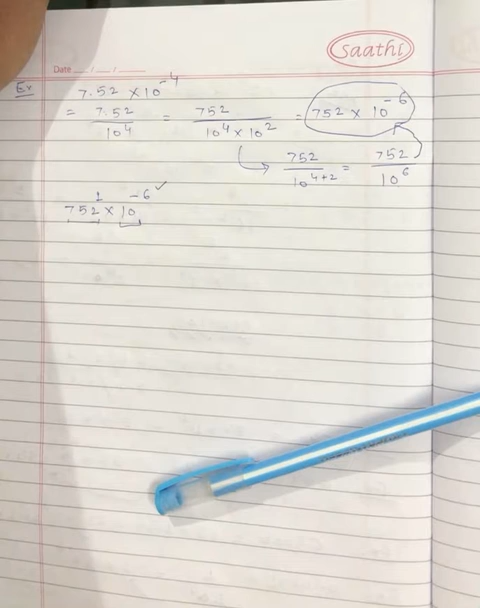 Saathi
Date ..... / ..... / .....
Ex
7.52 × 10⁻⁴
= 7.52/10⁴ = 752/10⁴ × 10² = 752 × 10⁻⁶
752/10⁴⁺² = 752/10⁶
1
752 × 10⁻⁶ ✓